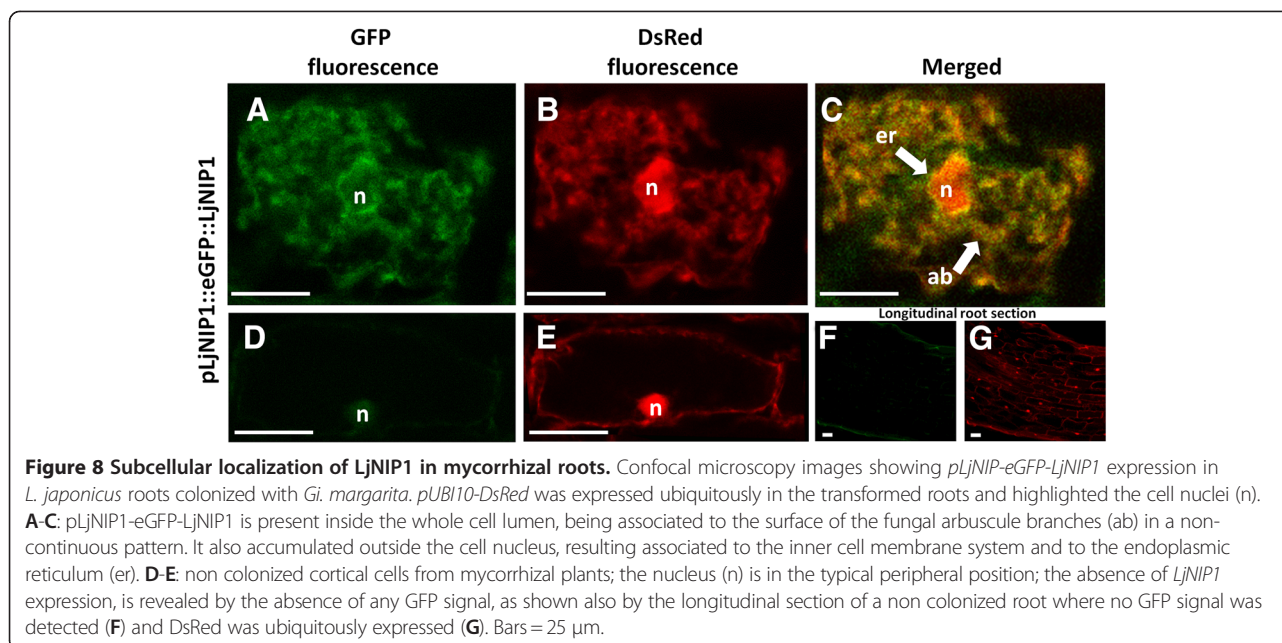 GFP
fluorescence
DsRed
fluorescence
Merged
pLjNIP1::eGFP::LjNIP1
A
n
B
n
C
er
n
ab
D
n
E
n
Longitudinal root section
F
G
Figure 8 Subcellular localization of LjNIP1 in mycorrhizal roots. Confocal microscopy images showing pLjNIP-eGFP-LjNIP1 expression in
L. japonicus roots colonized with Gi. margarita. pUBI10-DsRed was expressed ubiquitously in the transformed roots and highlighted the cell nuclei (n).
A-C: pLjNIP1-eGFP-LjNIP1 is present inside the whole cell lumen, being associated to the surface of the fungal arbuscule branches (ab) in a non-
continuous pattern. It also accumulated outside the cell nucleus, resulting associated to the inner cell membrane system and to the endoplasmic
reticulum (er). D-E: non colonized cortical cells from mycorrhizal plants; the nucleus (n) is in the typical peripheral position; the absence of LjNIP1
expression, is revealed by the absence of any GFP signal, as shown also by the longitudinal section of a non colonized root where no GFP signal was
detected (F) and DsRed was ubiquitously expressed (G). Bars = 25 μm.